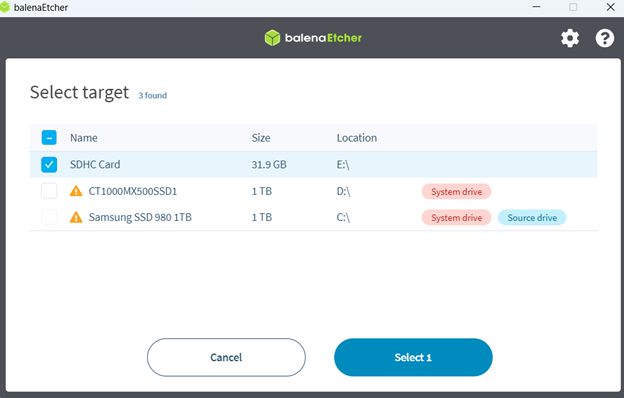 balenaEtcher
balenaEtcher
Select target 3 found
Name Size Location
SDHC Card 31.9 GB E:\
CT1000MX500SSD1 1 TB D:\ System drive
Samsung SSD 980 1TB 1 TB C:\ System drive Source drive
Cancel Select 1